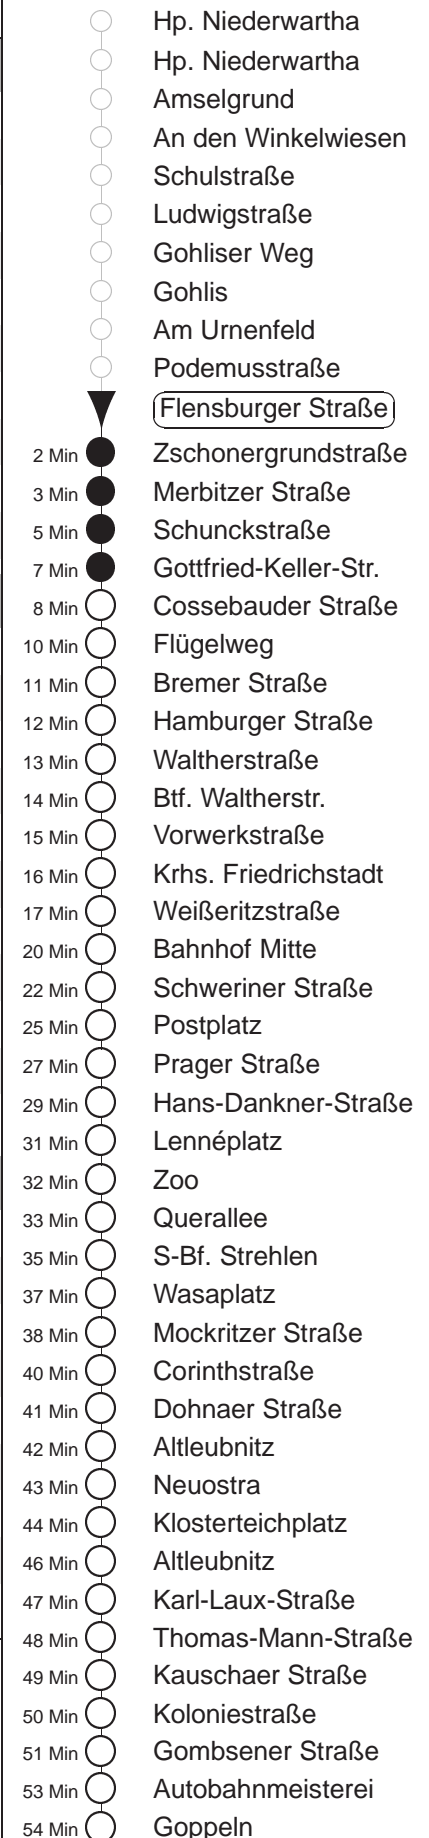 Hp. Niederwartha
Hp. Niederwartha
Amselgrund
An den Winkelwiesen
Schulstraße
Ludwigstraße
Gohliser Weg
Gohlis
Am Urnenfeld
Podemusstraße
Flensburger Straße
2 Min Zschonergrundstraße
3 Min Merbitzer Straße
5 Min Schunckstraße
7 Min Gottfried-Keller-Str.
8 Min Cossebauder Straße
10 Min Flügelweg
11 Min Bremer Straße
12 Min Hamburger Straße
13 Min Waltherstraße
14 Min Btf. Waltherstr.
15 Min Vorwerkstraße
16 Min Krhs. Friedrichstadt
17 Min Weißeritzstraße
20 Min Bahnhof Mitte
22 Min Schweriner Straße
25 Min Postplatz
27 Min Prager Straße
29 Min Hans-Dankner-Straße
31 Min Lennéplatz
32 Min Zoo
33 Min Querallee
35 Min S-Bf. Strehlen
37 Min Wasaplatz
38 Min Mockritzer Straße
40 Min Corinthstraße
41 Min Dohnaer Straße
42 Min Altleubnitz
43 Min Neuostra
44 Min Klosterteichplatz
46 Min Altleubnitz
47 Min Karl-Laux-Straße
48 Min Thomas-Mann-Straße
49 Min Kauschaer Straße
50 Min Koloniestraße
51 Min Gombsener Straße
53 Min Autobahnmeisterei
54 Min Goppeln